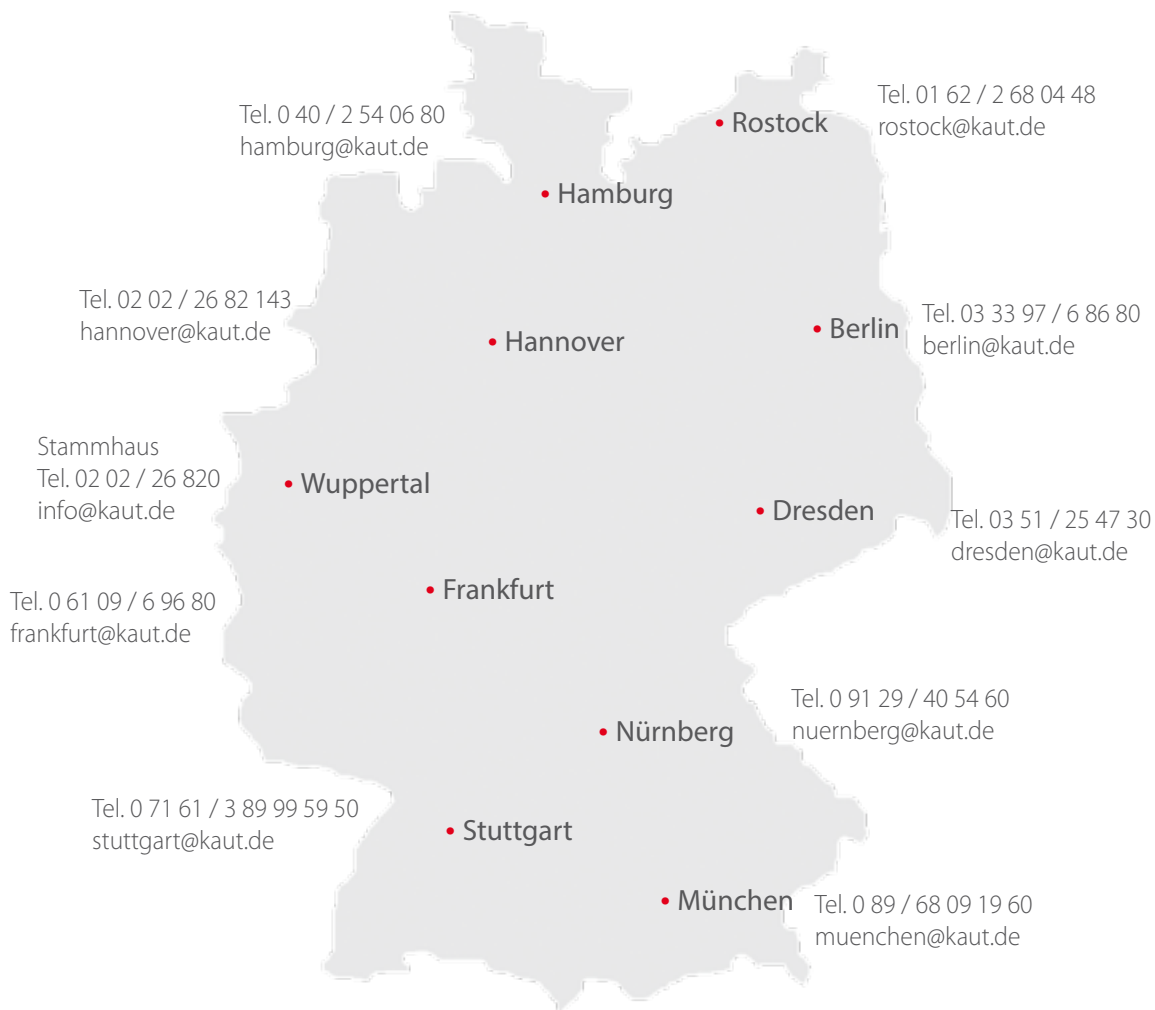 Tel. 0 40 / 2 54 06 80
hamburg@kaut.de
Tel. 01 62 / 2 68 04 48
rostock@kaut.de
Rostock
Hamburg
Tel. 02 02 / 26 82 143
hannover@kaut.de
Hannover
Berlin
Tel. 03 33 97 / 6 86 80
berlin@kaut.de
Stammhaus
Tel. 02 02 / 26 820
info@kaut.de
Wuppertal
Dresden
Tel. 03 51 / 25 47 30
dresden@kaut.de
Tel. 0 61 09 / 6 96 80
frankfurt@kaut.de
Frankfurt
Tel. 0 91 29 / 40 54 60
nuernberg@kaut.de
Nürnberg
Tel. 0 71 61 / 3 89 99 59 50
stuttgart@kaut.de
Stuttgart
München
Tel. 0 89 / 68 09 19 60
muenchen@kaut.de